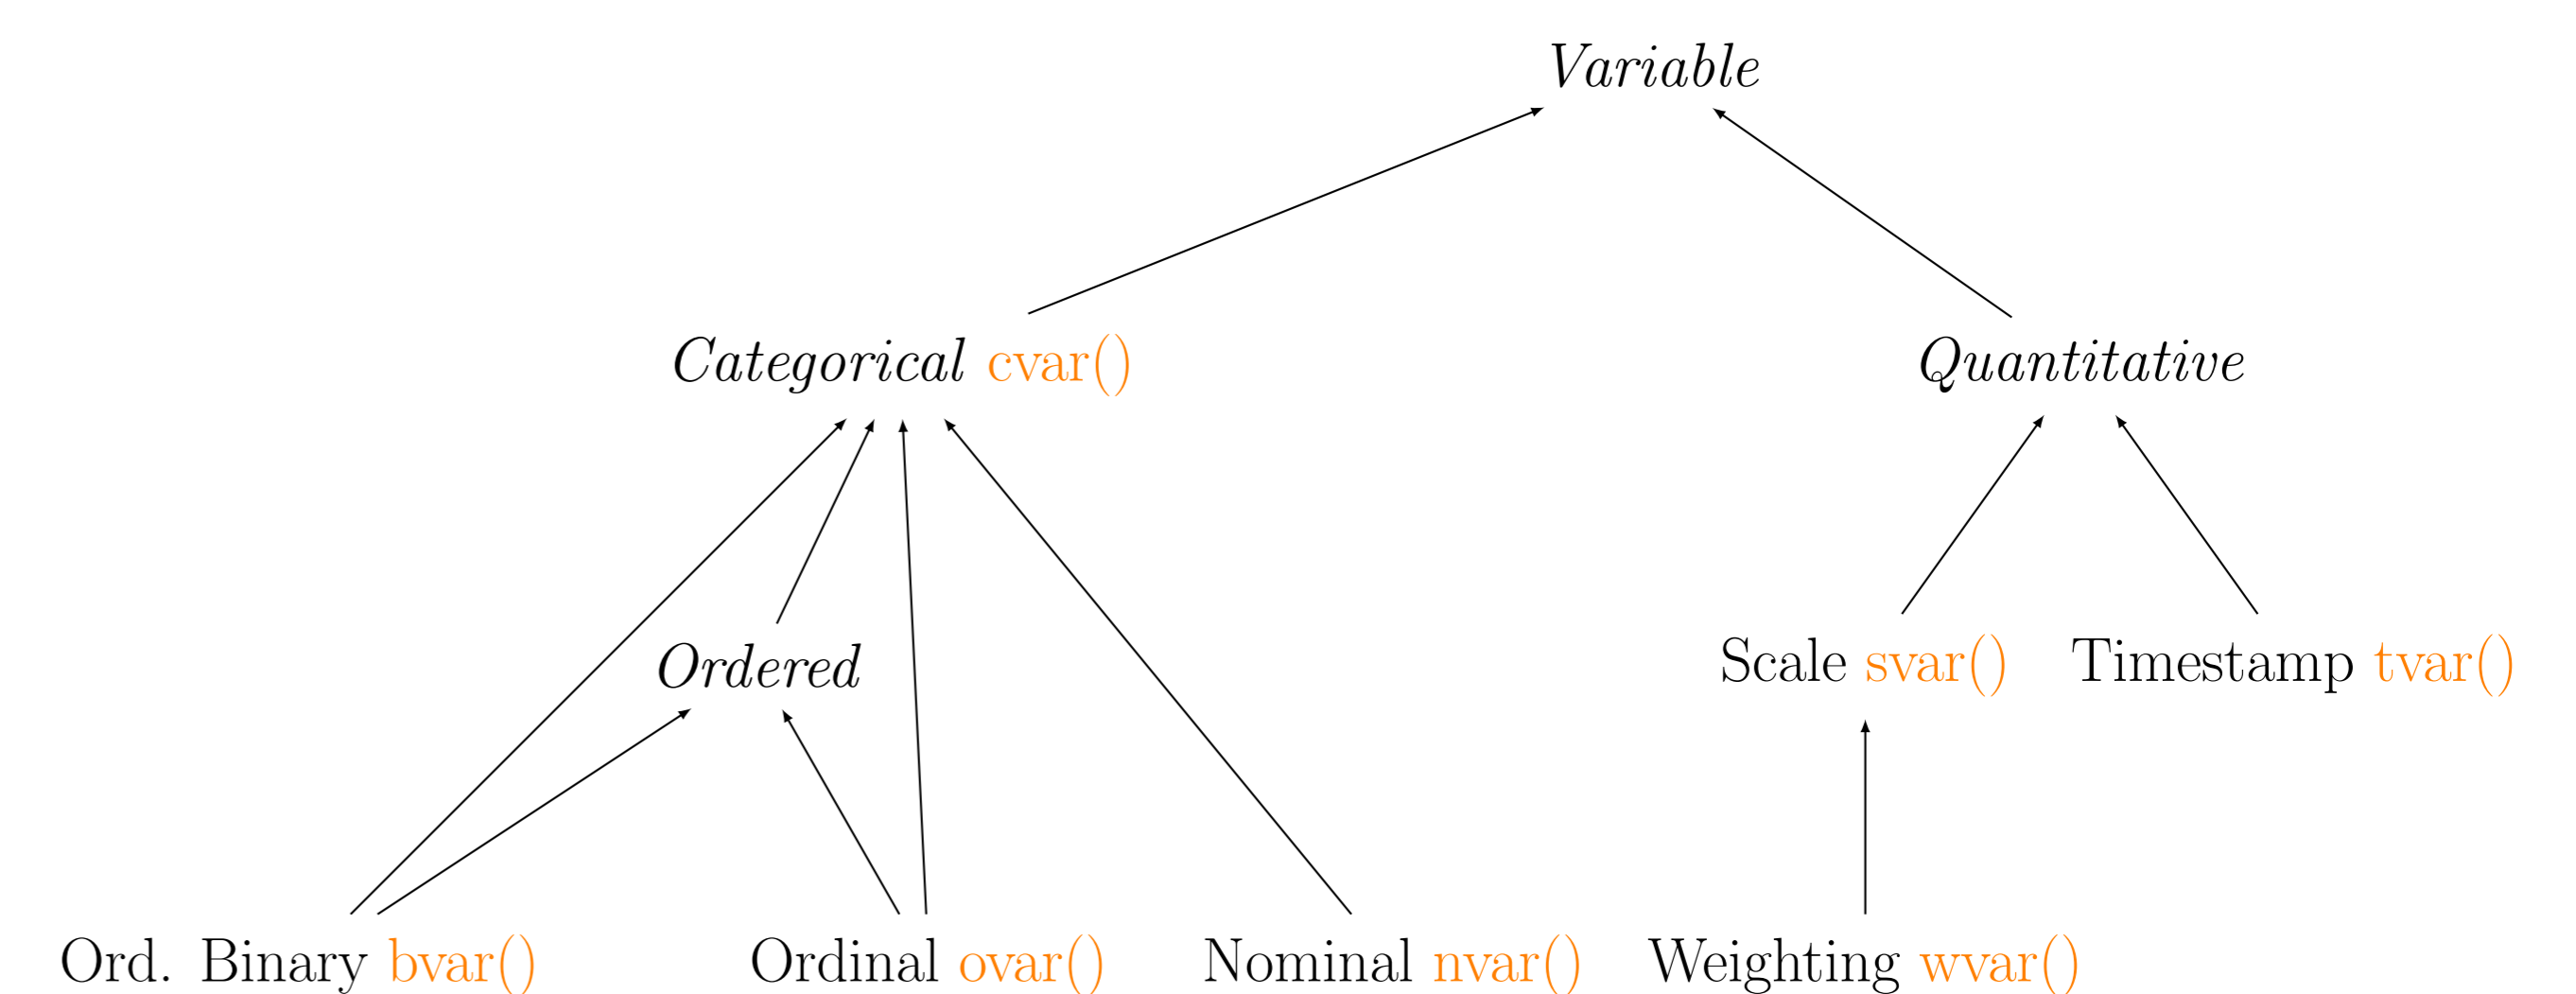 Variable
Categorical cvar()
Quantitative
Ordered
Scale svar()
Timestamp tvar()
Ord. Binary bvar()
Ordinal ovar()
Nominal nvar()
Weighting wvar()